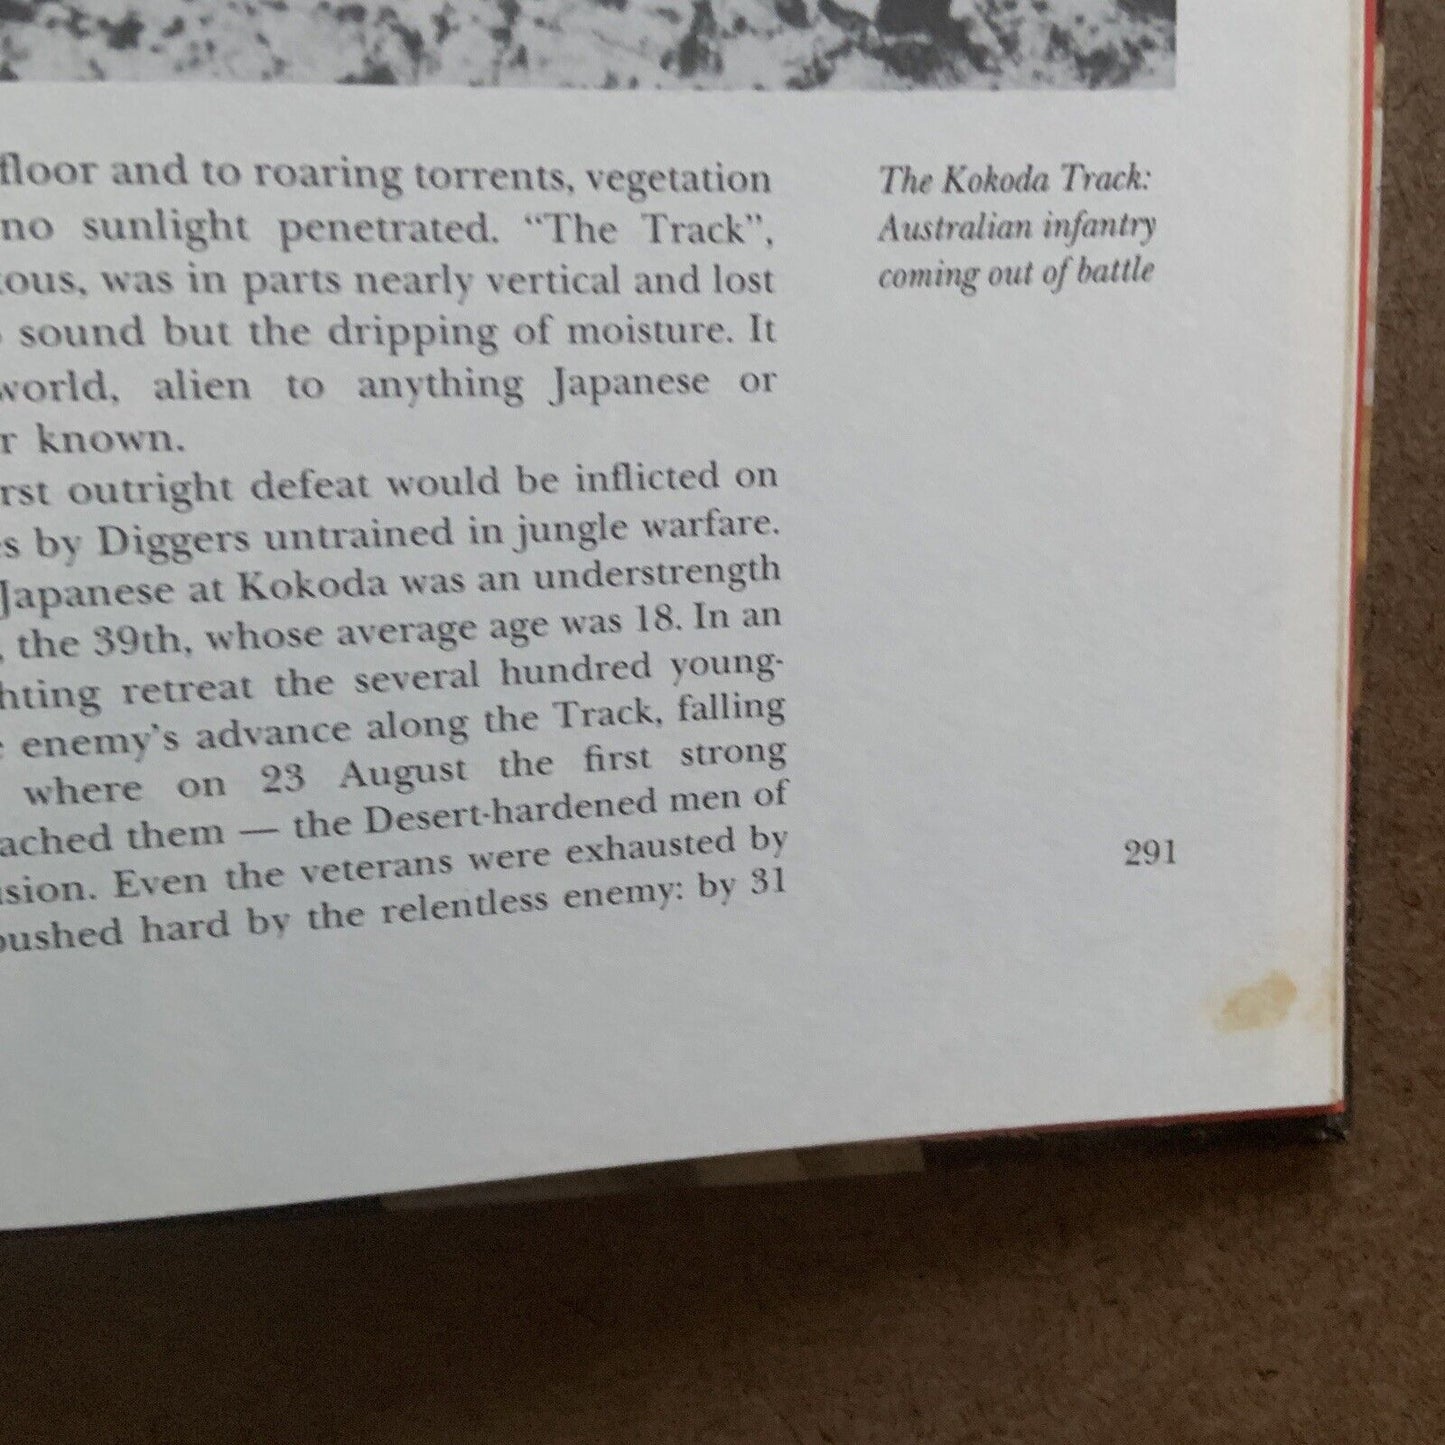 floor and to roaring torrents, vegetation
no sunlight penetrated. “The Track”,
was in parts nearly vertical and lost
sound but the dripping of moisture. It
world, alien to anything Japanese or
known.
outright defeat would be inflicted on
by Diggers untrained in jungle warfare.
Japanese at Kokoda was an understrength
the 39th, whose average age was 18. In an
retreat the several hundred young-
enemy’s advance along the Track, falling
where on 23 August the first strong
them — the Desert-hardened men of
Even the veterans were exhausted by
pushed hard by the relentless enemy: by 31
The Kokoda Track:
Australian infantry
coming out of battle
291